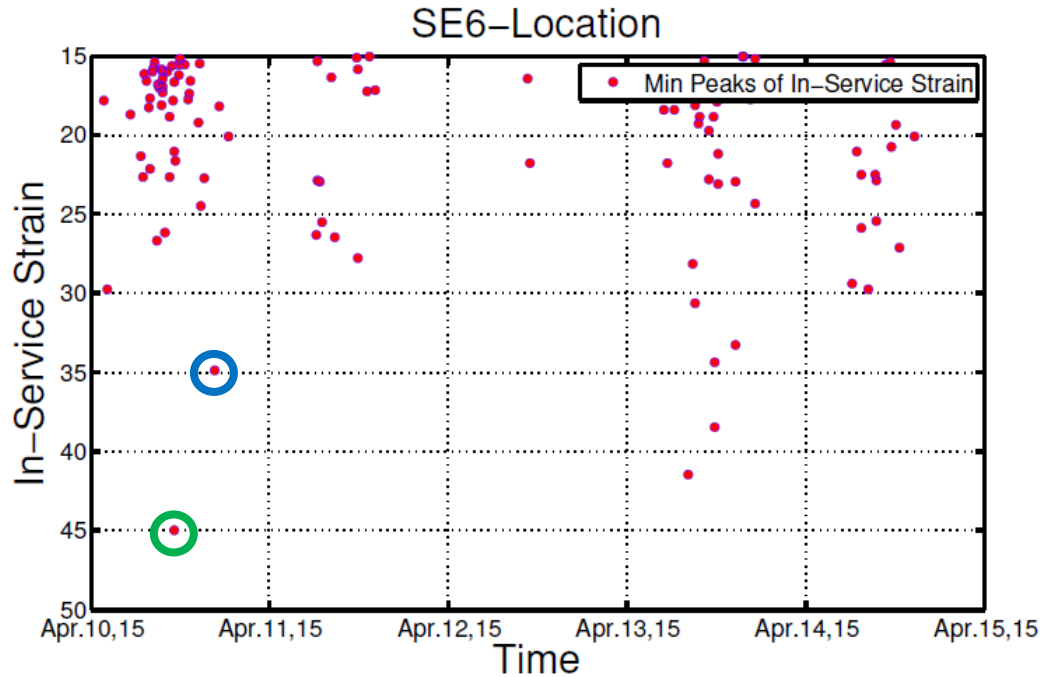 SE6−Location
15
20
25
30
35
40
45
50
In−Service Strain
Min Peaks of In−Service Strain
Apr.10,15 Apr.11,15 Apr.12,15 Apr.13,15 Apr.14,15 Apr.15,15
Time